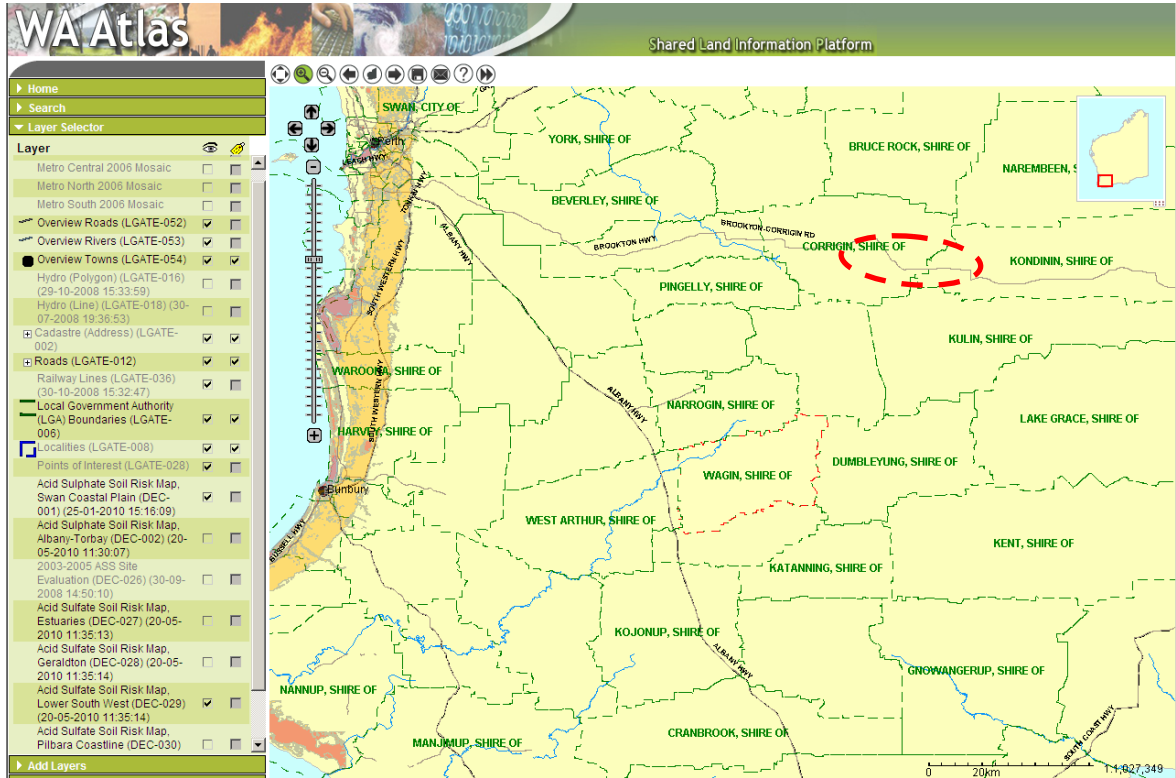 WA Atlas
Shared Land Information Platform
Home
Search
Layer Selector
Layer
Metro Central 2006 Mosaic
Metro North 2006 Mosaic
Metro South 2006 Mosaic
Overview Roads (LGATE-052)
Overview Rivers (LGATE-053)
Overview Towns (LGATE-054)
Hydro (Polygon) (LGATE-016)
(29-10-2008 15:33:59)
Hydro (Line) (LGATE-018) (30-
07-2008 19:36:53)
Cadastre (Address) (LGATE-
002)
Roads (LGATE-012)
Railway Lines (LGATE-036)
(30-10-2008 15:32:47)
Local Government Authority
(LGA) Boundaries (LGATE-
006)
Localities (LGATE-008)
Points of Interest (LGATE-028)
Acid Sulphate Soil Risk Map,
Swan Coastal Plain (DEC-
001) (25-01-2010 15:16:09)
Acid Sulphate Soil Risk Map,
Albany-Torbay (DEC-002) (20-
05-2010 11:30:07)
2003-2005 ASS Site
Evaluation (DEC-026) (30-09-
2008 14:50:10)
Acid Sulfate Soil Risk Map,
Estuaries (DEC-027) (20-05-
2010 11:35:13)
Acid Sulfate Soil Risk Map,
Geraldton (DEC-028) (20-05-
2010 11:35:14)
Acid Sulfate Soil Risk Map,
Lower South West (DEC-029)
(20-05-2010 11:35:14)
Acid Sulfate Soil Risk Map,
Pilbara Coastline (DEC-030)
Add Layers
SWAN, CITY OF
Perth
LEACH HWY
TONKIN HWY
YORK, SHIRE OF
BRUCE ROCK, SHIRE OF
NAREMBEEN, S
BEVERLEY, SHIRE OF
ALBANY HWY
BROOKTON HWY
BROOKTON-CORRIGIN RD
CORRIGIN, SHIRE OF
KONDININ, SHIRE OF
SOUTH WESTERN HWY
PINGELLY, SHIRE OF
KULIN, SHIRE OF
WAROONA, SHIRE OF
ALBANY HWY
NARROGIN, SHIRE OF
LAKE GRACE, SHIRE OF
HARVEY, SHIRE OF
SOUTH WESTERN HWY
WAGIN, SHIRE OF
DUMBLEYUNG, SHIRE OF
Bunbury
BUSSELL HWY
WEST ARTHUR, SHIRE OF
KENT, SHIRE OF
KATANNING, SHIRE OF
KOJONUP, SHIRE OF
ALBANY HWY
GNOWANGERUP, SHIRE OF
NANNUP, SHIRE OF
MANJIMUP, SHIRE OF
CRANBROOK, SHIRE OF
SOUTH COAST HWY
0 20km
1:1,027,349